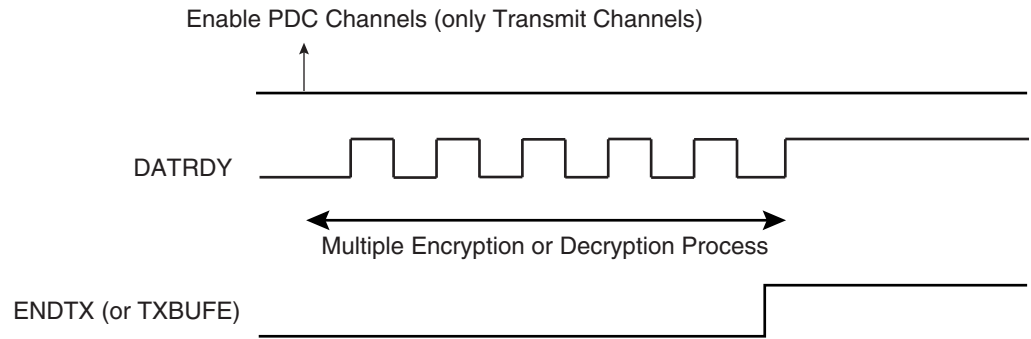 Enable PDC Channels (only Transmit Channels)
DATRDY
Multiple Encryption or Decryption Process
ENDTX (or TXBUFE)